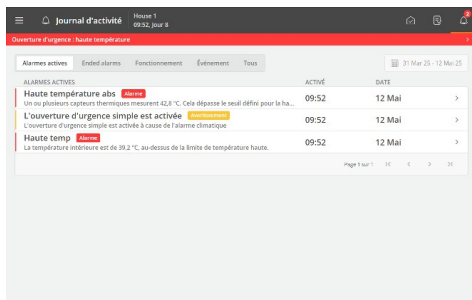 Journal d'activité
House 1
09:52, Jour 8
2
Ouverture d'urgence : haute température
Alarmes actives Ended alarms Fonctionnement Événement Tous 31 Mar 25 - 12 Mai 25
ALARMES ACTIVES ACTIVÉ DATE
Haute température abs Alarme 09:52 12 Mai
Un ou plusieurs capteurs thermiques mesurent 42,8 °C. Cela dépasse le seuil défini pour la ha...
L'ouverture d'urgence simple est activée Avertissement 09:52 12 Mai
L'ouverture d'urgence simple est activée à cause de l'alarme climatique
Haute temp Alarme 09:52 12 Mai
La température intérieure est de 39,2 °C, au-dessus de la limite de température haute.
Page 1 sur 1